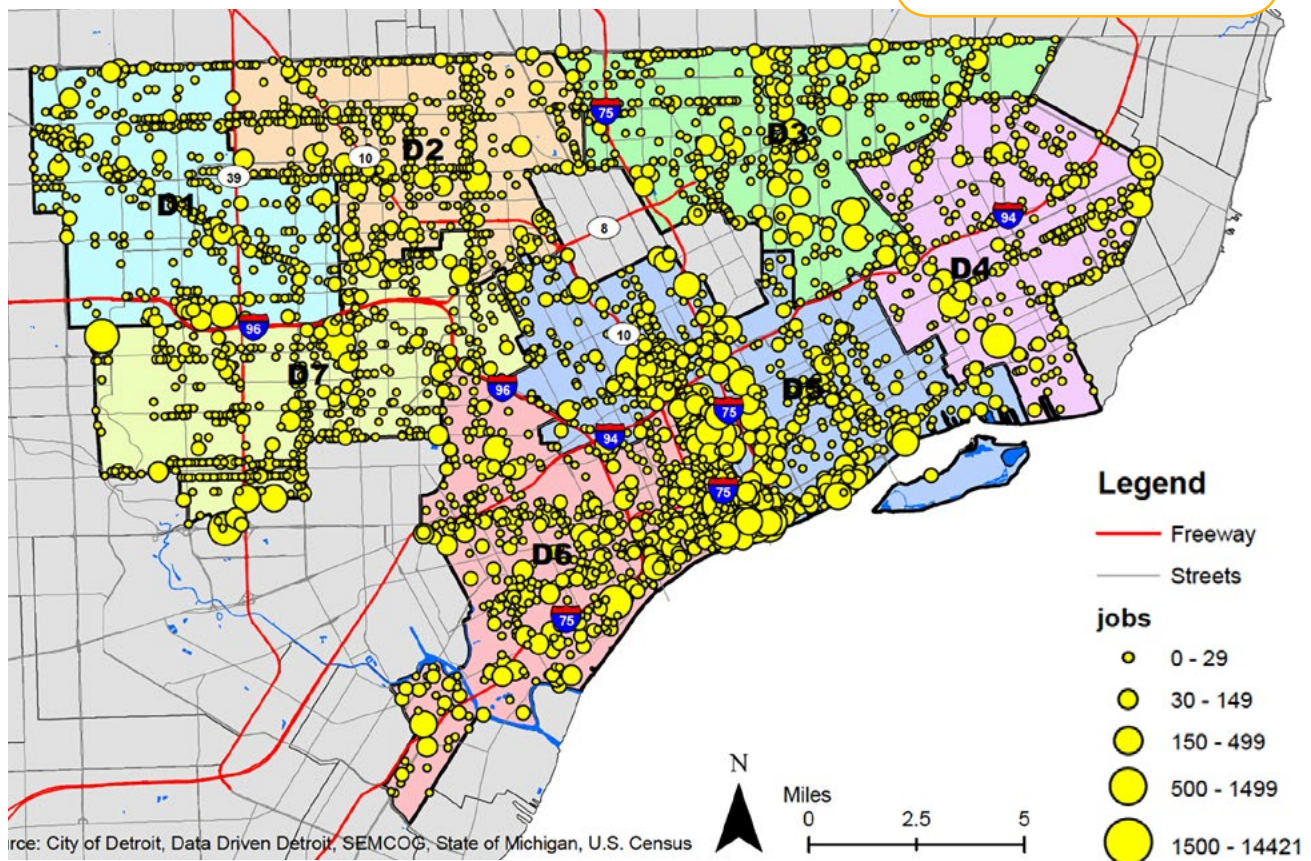 75
D3
10
D2
39
D1
8
94
D4
96
10
D7
D5
96
75
94
75
D6
75
Legend
Freeway
Streets
jobs
0 - 29
30 - 149
150 - 499
500 - 1499
1500 - 14421
N
Miles
0 2.5 5
rce: City of Detroit, Data Driven Detroit, SEMCOG, State of Michigan, U.S. Census